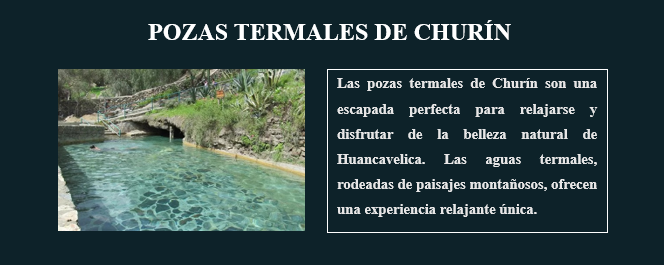 POZAS TERMALES DE CHURÍN
Las pozas termales de Churín son una
escapada perfecta para relajarse y
disfrutar de la belleza natural de
Huancavelica. Las aguas termales,
rodeadas de paisajes montañosos, ofrecen
una experiencia relajante única.